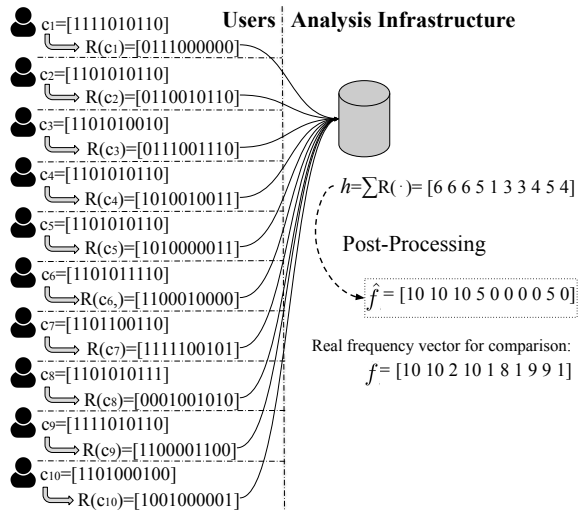 Users
Analysis Infrastructure
c1=[1111010110]
R(c1)=[0111000000]
c2=[1101010110]
R(c2)=[0110010110]
c3=[1101010010]
R(c3)=[0111001110]
c4=[1101010110]
R(c4)=[1010010011]
c5=[1101010110]
R(c5)=[1010000011]
c6=[1101011110]
R(c6,)=[1100010000]
c7=[1101100110]
R(c7)=[1111100101]
c8=[1101010111]
R(c8)=[0001001010]
c9=[1111010110]
R(c9)=[1100001100]
c10=[1101000100]
R(c10)=[1001000001]
h=∑R(·)= [6 6 6 5 1 3 3 4 5 4]
Post-Processing
f̂ = [10 10 10 5 0 0 0 0 5 0]
Real frequency vector for comparison:
f = [10 10 2 10 1 8 1 9 9 1]